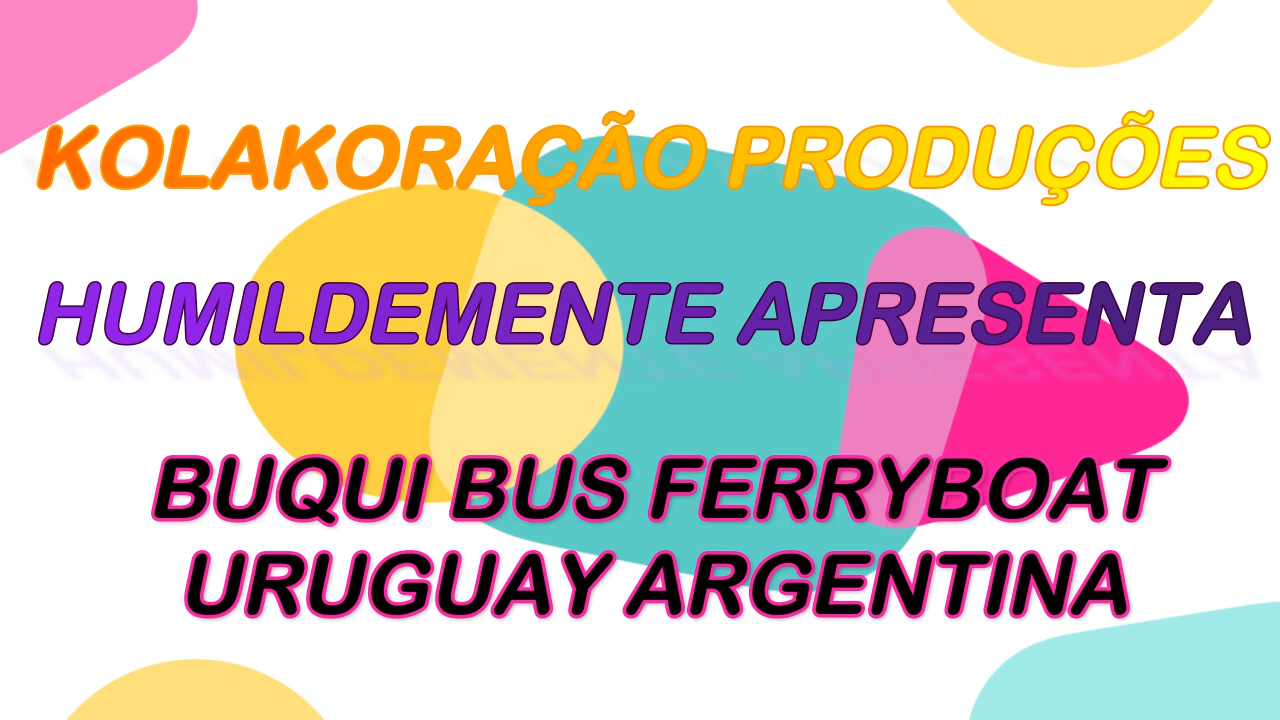 KOLAKORAÇÃO PRODUÇÕES
HUMILDEMENTE APRESENTA
BUQUI BUS FERRYBOAT
URUGUAY ARGENTINA